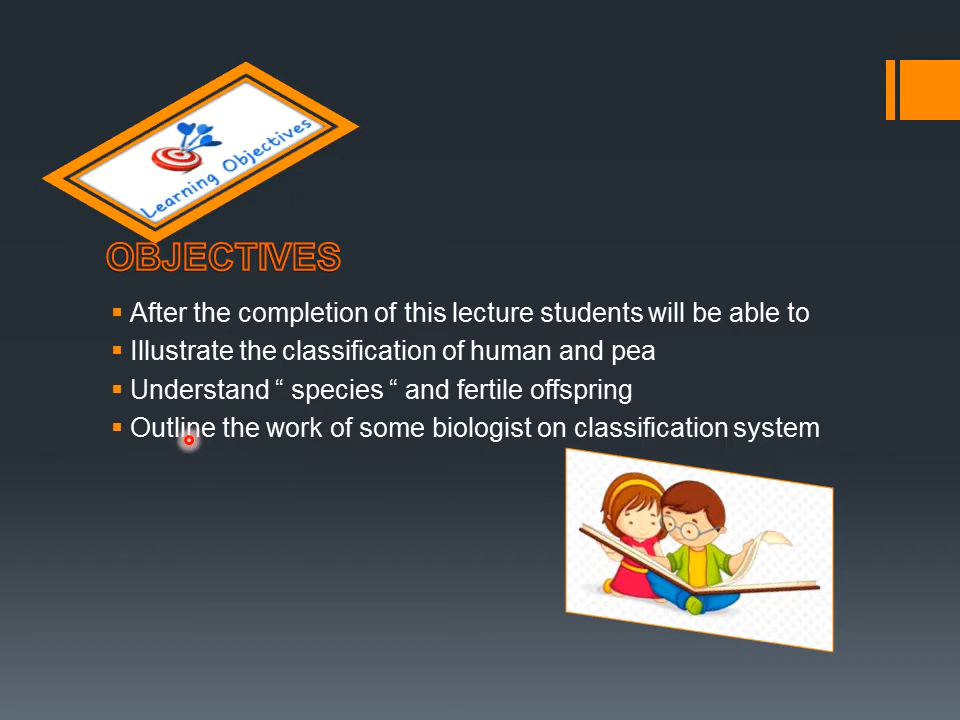 Learning Objectives
OBJECTIVES
After the completion of this lecture students will be able to
Illustrate the classification of human and pea
Understand “ species “ and fertile offspring
Outline the work of some biologist on classification system